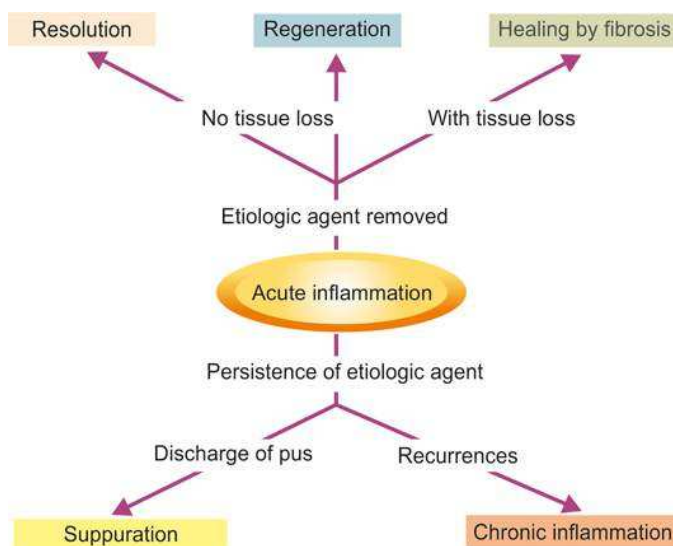 Resolution
Regeneration
Healing by fibrosis
No tissue loss
With tissue loss
Etiologic agent removed
Acute inflammation
Persistence of etiologic agent
Discharge of pus
Recurrences
Suppuration
Chronic inflammation